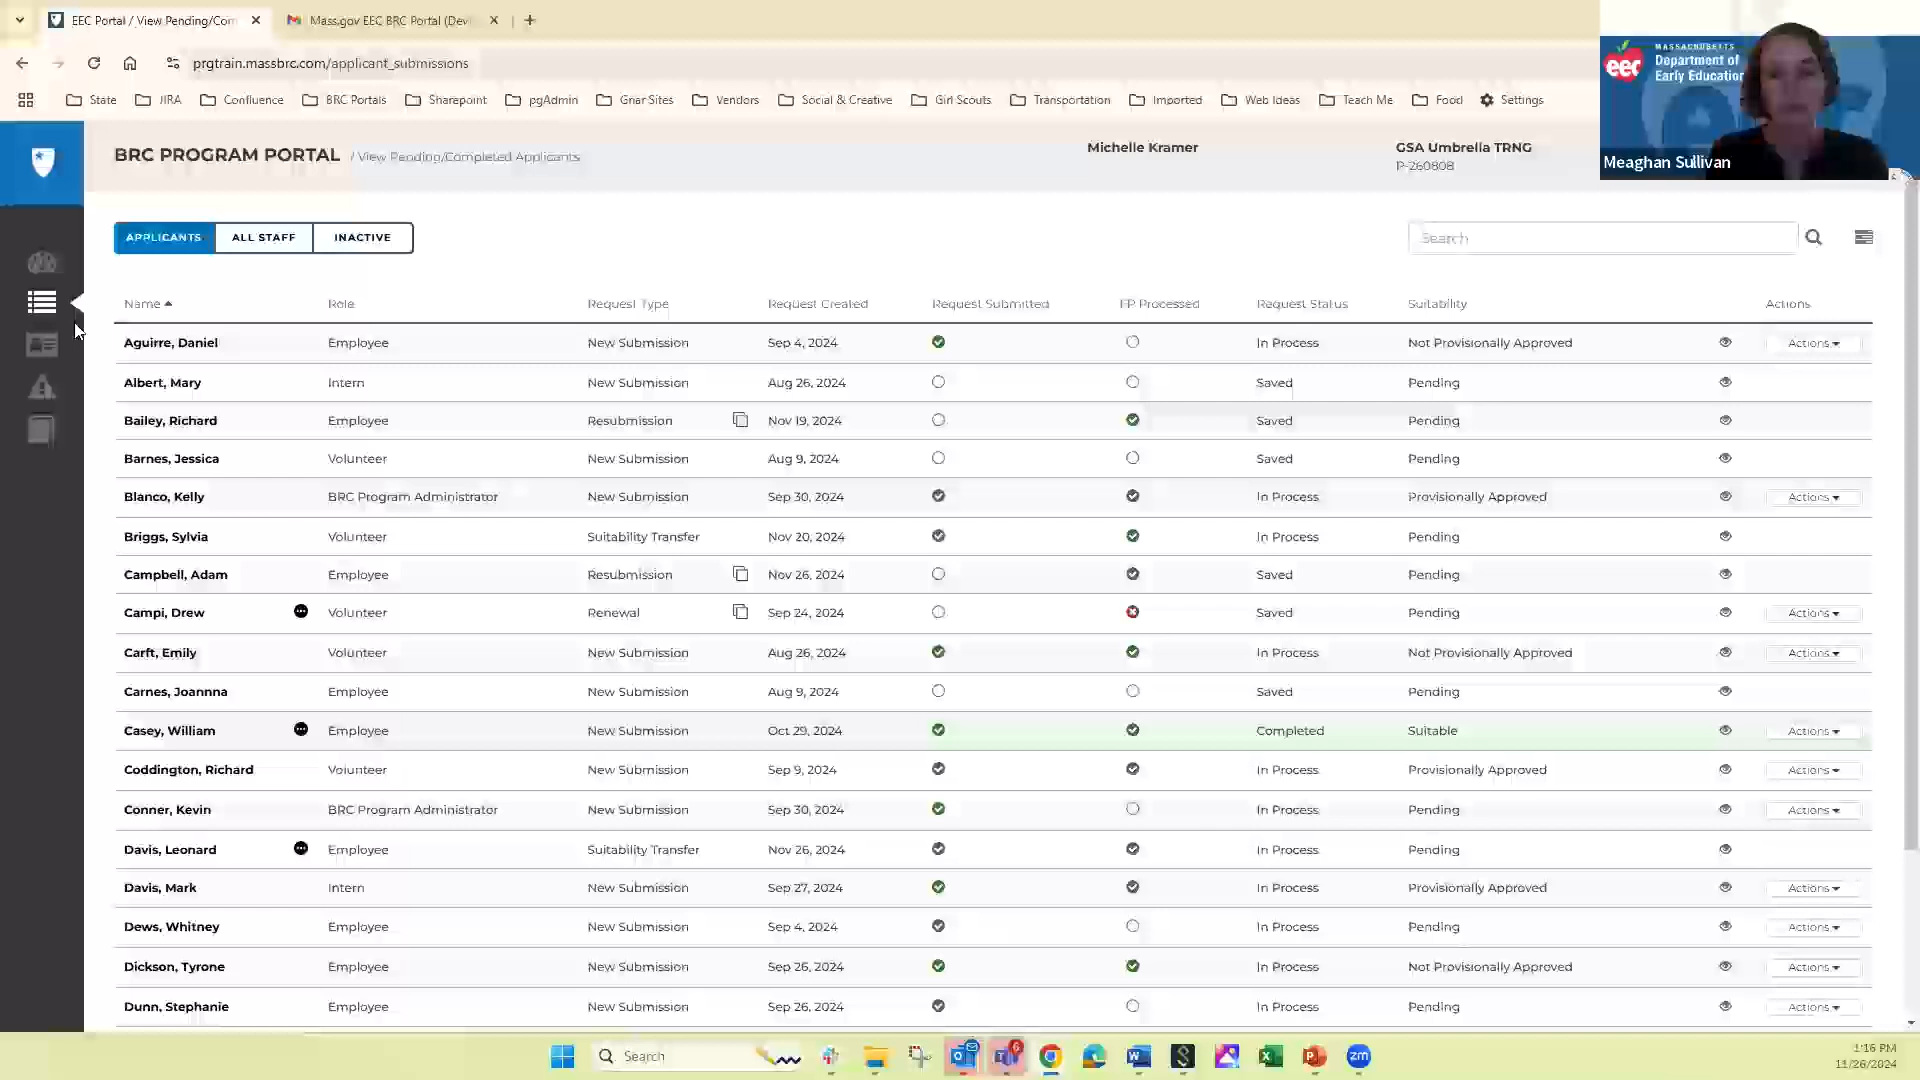 EEC Portal / View Pending/Com
Mass.gov EEC BRC Portal (Dev
prgtrain.massbrc.com/applicant_submissions
State JIRA Confluence BRC Portals Sharepoint pgAdmin Gnar Sites Vendors Social & Creative Girl Scouts Transportation Imported Web Ideas Teach Me Food Settings
MASSACHUSETTS
Department of
Early Education
eec
Meaghan Sullivan
BRC PROGRAM PORTAL / View Pending/Completed Applicants
Michelle Kramer
GSA Umbrella TRNG
P-260808
APPLICANTS ALL STAFF INACTIVE
Search
Name Role Request Type Request Created Request Submitted FP Processed Request Status Suitability Actions
Aguirre, Daniel Employee New Submission Sep 4, 2024 In Process Not Provisionally Approved Actions
Albert, Mary Intern New Submission Aug 26, 2024 Saved Pending
Bailey, Richard Employee Resubmission Nov 19, 2024 Saved Pending
Barnes, Jessica Volunteer New Submission Aug 9, 2024 Saved Pending
Blanco, Kelly BRC Program Administrator New Submission Sep 30, 2024 In Process Provisionally Approved Actions
Briggs, Sylvia Volunteer Suitability Transfer Nov 20, 2024 In Process Pending
Campbell, Adam Employee Resubmission Nov 26, 2024 Saved Pending
Campi, Drew Volunteer Renewal Sep 24, 2024 Saved Pending Actions
Carft, Emily Volunteer New Submission Aug 26, 2024 In Process Not Provisionally Approved Actions
Carnes, Joannna Employee New Submission Aug 9, 2024 Saved Pending
Casey, William Employee New Submission Oct 29, 2024 Completed Suitable Actions
Coddington, Richard Volunteer New Submission Sep 9, 2024 In Process Provisionally Approved Actions
Conner, Kevin BRC Program Administrator New Submission Sep 30, 2024 In Process Pending Actions
Davis, Leonard Employee Suitability Transfer Nov 26, 2024 In Process Pending
Davis, Mark Intern New Submission Sep 27, 2024 In Process Provisionally Approved Actions
Dews, Whitney Employee New Submission Sep 4, 2024 In Process Pending Actions
Dickson, Tyrone Employee New Submission Sep 26, 2024 In Process Not Provisionally Approved Actions
Dunn, Stephanie Employee New Submission Sep 26, 2024 In Process Pending Actions
Search
zm
1:16 PM
11/26/2024